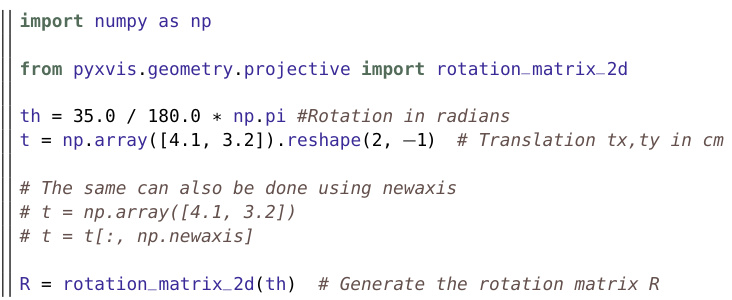 import numpy as np
from pyxvis.geometry.projective import rotation_matrix_2d
th = 35.0 / 180.0 * np.pi #Rotation in radians
t = np.array([4.1, 3.2]).reshape(2, −1)  # Translation tx,ty in cm
# The same can also be done using newaxis
# t = np.array([4.1, 3.2])
# t = t[:, np.newaxis]
R = rotation_matrix_2d(th)  # Generate the rotation matrix R